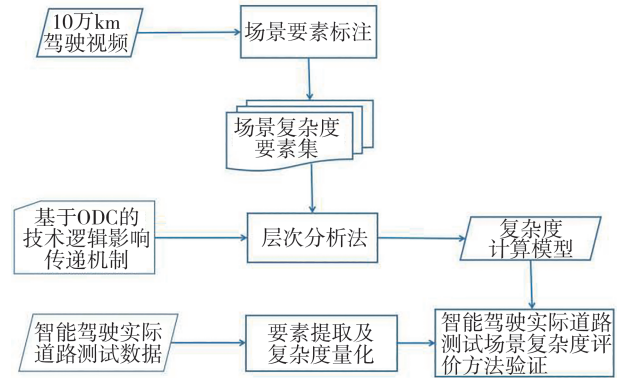 10万km
驾驶视频
场景要素标注
场景复杂度
要素集
基于ODC的
技术逻辑影响
传递机制
层次分析法
复杂度
计算模型
智能驾驶实际
道路测试数据
要素提取及
复杂度量化
智能驾驶实际道路
测试场景复杂度评
价方法验证